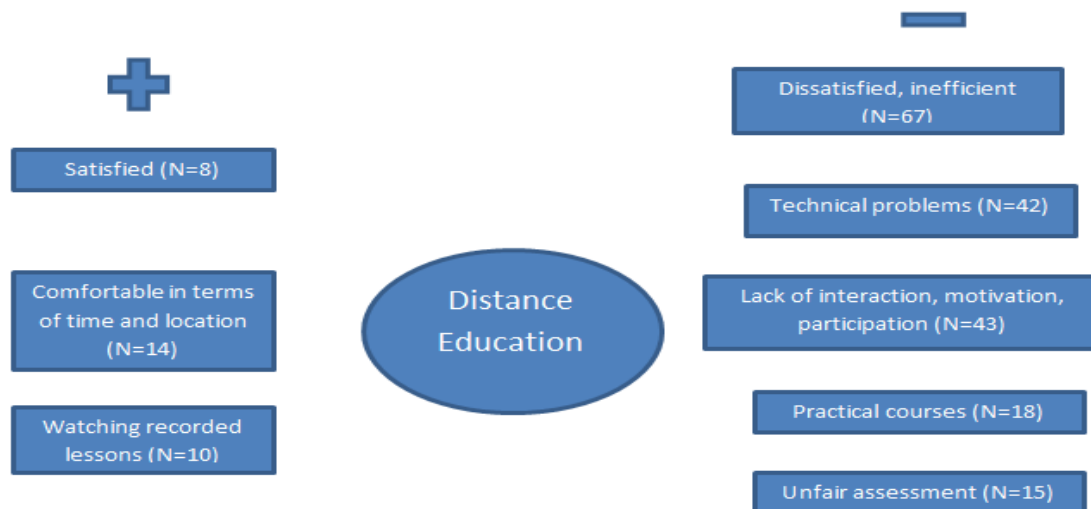 Satisfied (N=8)
Comfortable in terms
of time and location
(N=14)
Watching recorded
lessons (N=10)
Distance
Education
Dissatisfied, inefficient
(N=67)
Technical problems (N=42)
Lack of interaction, motivation,
participation (N=43)
Practical courses (N=18)
Unfair assessment (N=15)